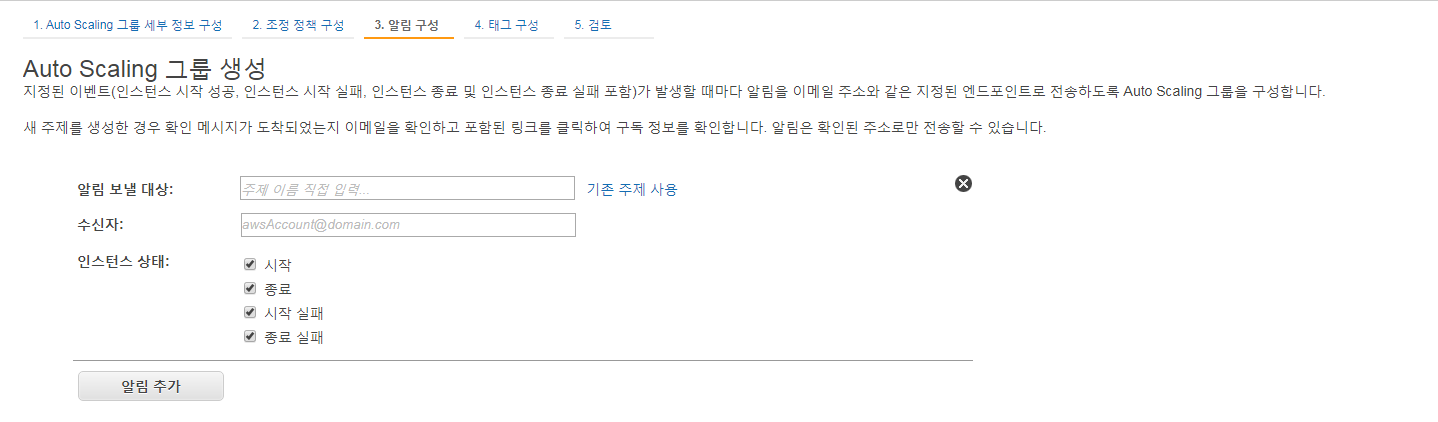 1. Auto Scaling 그룹 세부 정보 구성 2. 조정 정책 구성 3. 알림 구성 4. 태그 구성 5. 검토
Auto Scaling 그룹 생성
지정된 이벤트(인스턴스 시작 성공, 인스턴스 시작 실패, 인스턴스 종료 및 인스턴스 종료 실패 포함)가 발생할 때마다 알림을 이메일 주소와 같은 지정된 엔드포인트로 전송하도록 Auto Scaling 그룹을 구성합니다.
새 주제를 생성한 경우 확인 메시지가 도착되었는지 이메일을 확인하고 포함된 링크를 클릭하여 구독 정보를 확인합니다. 알림은 확인된 주소로만 전송할 수 있습니다.
알림 보낼 대상: 주제 이름 직접 입력... 기존 주제 사용
수신자: awsAccount@domain.com
인스턴스 상태: 시작
종료
시작 실패
종료 실패
알림 추가